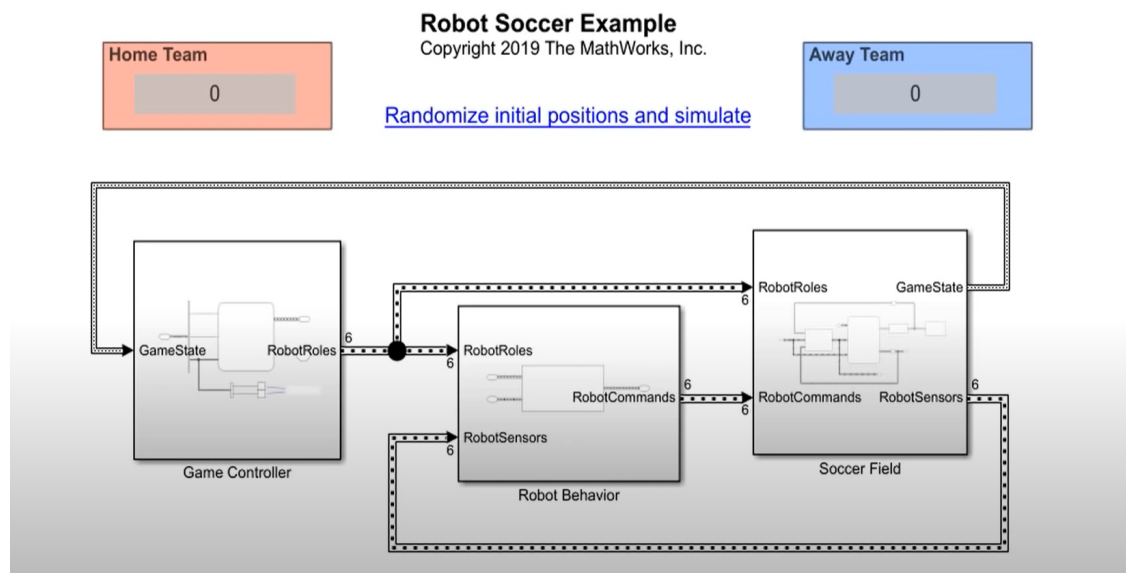 Robot Soccer Example
Copyright 2019 The MathWorks, Inc.
Home Team
0
Away Team
0
Randomize initial positions and simulate
GameState
RobotRoles
6
Game Controller
6
RobotRoles
6
RobotSensors
RobotCommands
6
Robot Behavior
RobotRoles
6
RobotCommands
6
GameState
RobotSensors
6
Soccer Field